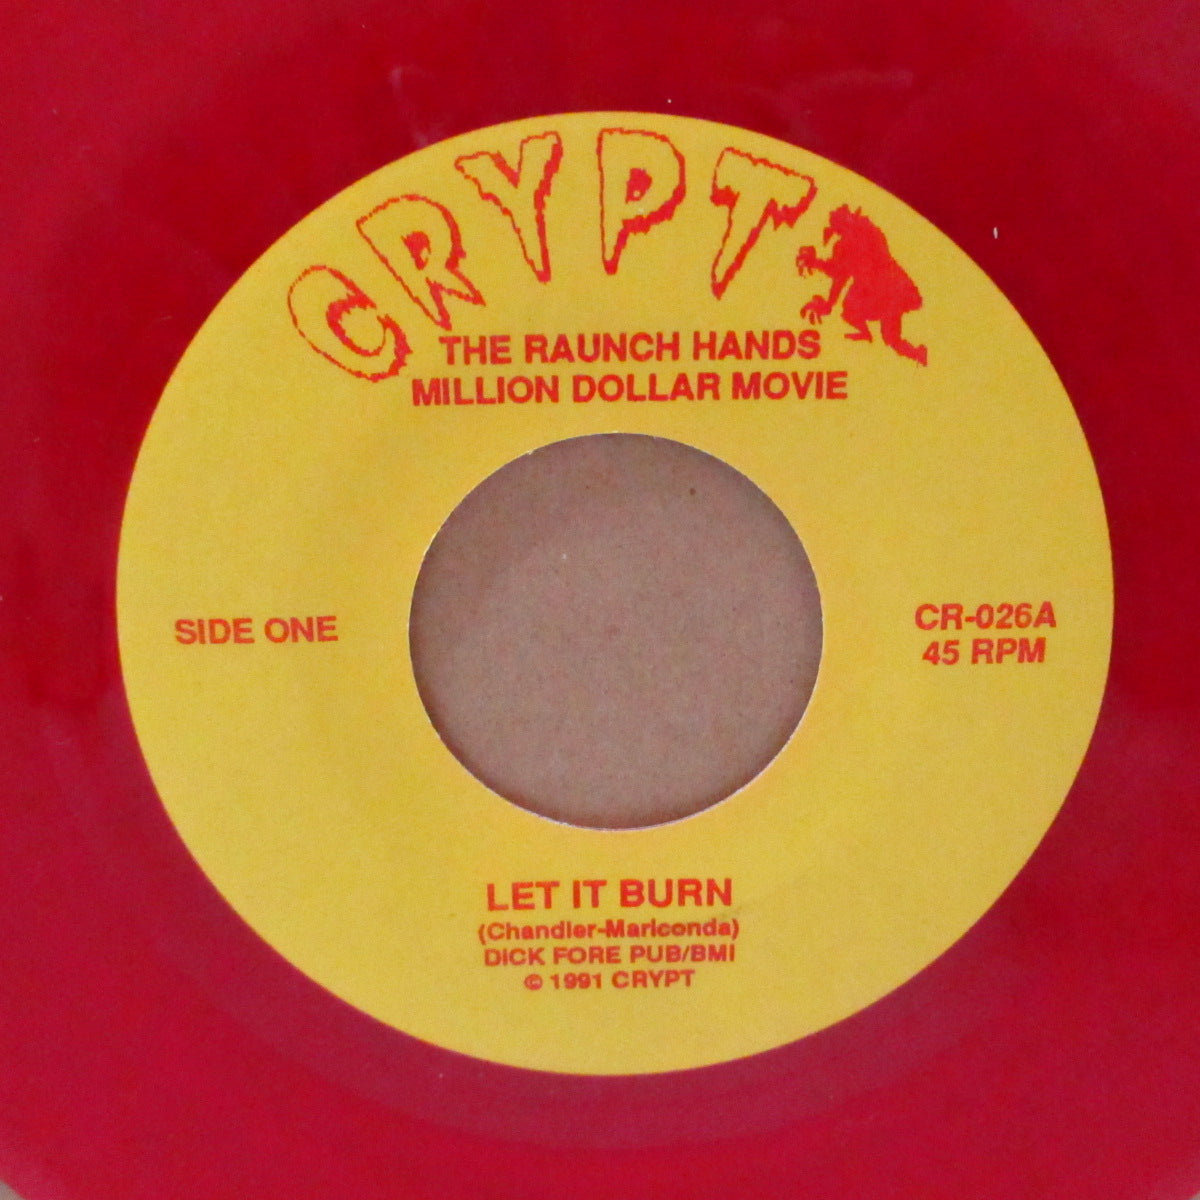 CRYPT
THE RAUNCH HANDS
MILLION DOLLAR MOVIE
SIDE ONE
CR-026A
45 RPM
LET IT BURN
(Chandler-Mariconda)
DICK FORE PUB/BMI
© 1991 CRYPT